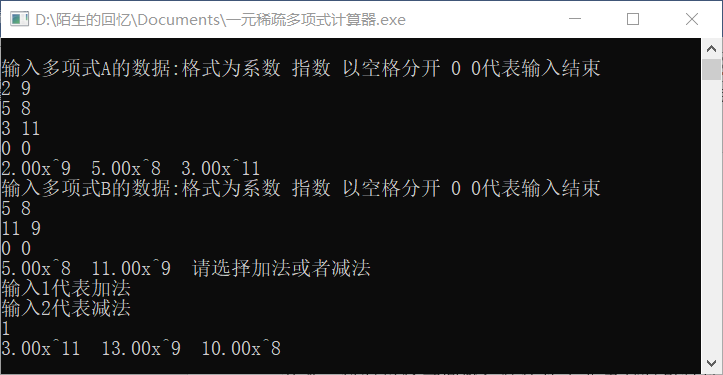 D:\陌生的回忆\Documents\一元稀疏多项式计算器.exe
输入多项式A的数据:格式为系数 指数 以空格分开 0 0代表输入结束
2 9
5 8
3 11
0 0
2.00x^9  5.00x^8  3.00x^11
输入多项式B的数据:格式为系数 指数 以空格分开 0 0代表输入结束
5 8
11 9
0 0
5.00x^8  11.00x^9  请选择加法或者减法
输入1代表加法
输入2代表减法
1
3.00x^11  13.00x^9  10.00x^8